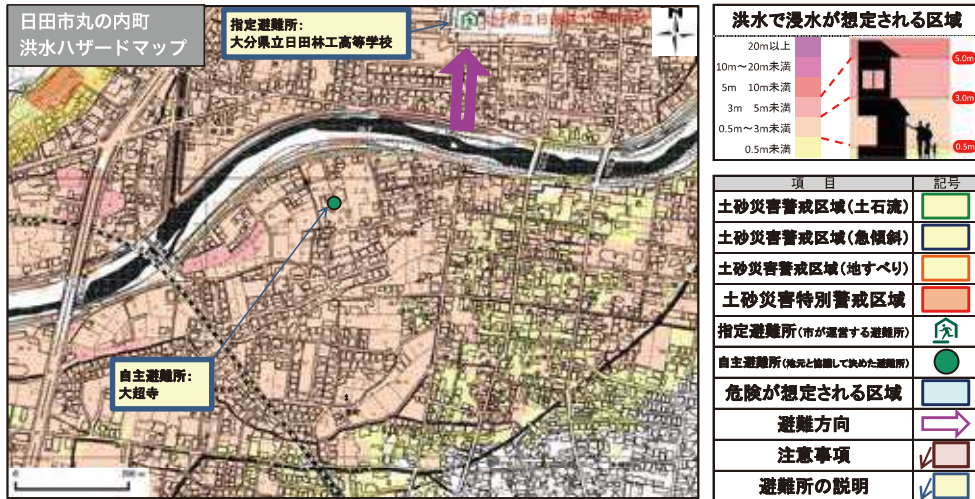 日田市丸の内町
洪水ハザードマップ
指定避難所:
大分県立日田林工高等学校
N
自主避難所:
大超寺
洪水で浸水が想定される区域
20m以上
10m～20m未満
5m 10m未満
3m 5m未満
0.5m～3m未満
0.5m未満
5.0m
3.0m
0.5m
項 目 記号
土砂災害警戒区域(土石流)
土砂災害警戒区域(急傾斜)
土砂災害警戒区域(地すべり)
土砂災害特別警戒区域
指定避難所(市が運営する避難所)
自主避難所(地元と協議して決めた避難所)
危険が想定される区域
避難方向
注意事項
避難所の説明